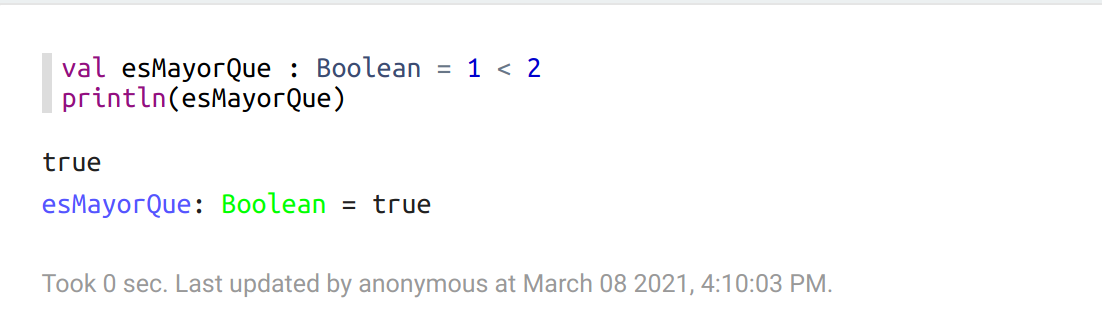 val esMayorQue : Boolean = 1 < 2
println(esMayorQue)
true
esMayorQue: Boolean = true
Took 0 sec. Last updated by anonymous at March 08 2021, 4:10:03 PM.